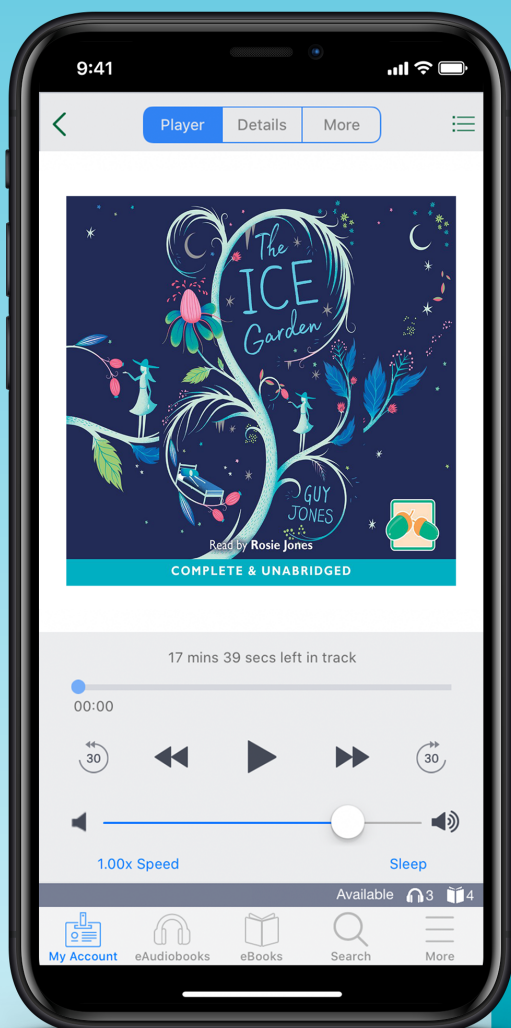 9:41
Player Details More
The
ICE
Garden
GUY
JONES
Read by Rosie Jones
COMPLETE & UNABRIDGED
17 mins 39 secs left in track
00:00
30 30
1.00x Speed Sleep
Available 3 4
My Account eAudiobooks eBooks Search More